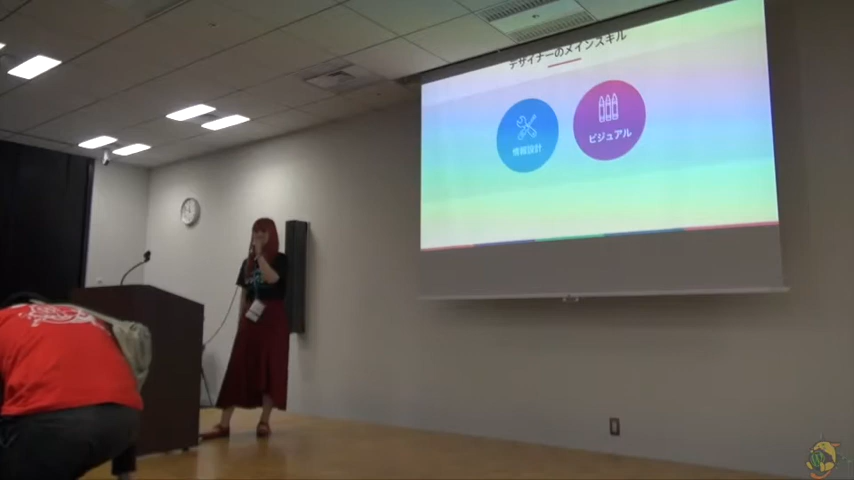 デザイナーのメインスキル
情報設計
ビジュアル